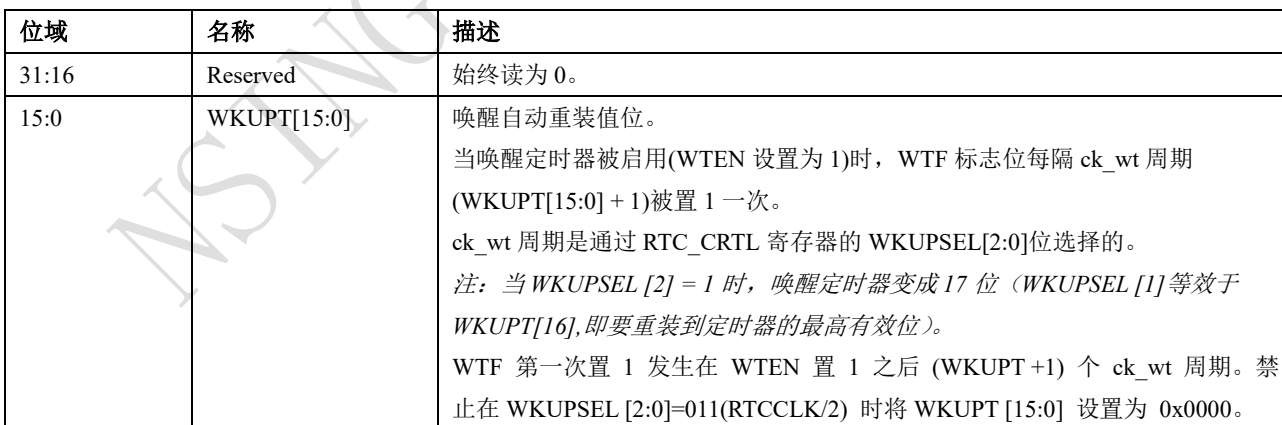 位域 名称 描述
31:16 Reserved 始终读为 0。
15:0 WKUPT[15:0] 唤醒自动重装值位。
当唤醒定时器被启用(WTEN 设置为 1)时，WTF 标志位每隔 ck_wt 周期
(WKUPT[15:0] + 1)被置 1 一次。
ck_wt 周期是通过 RTC_CRTL 寄存器的 WKUPSEL[2:0]位选择的。
注：当 WKUPSEL [2] = 1 时，唤醒定时器变成 17 位（WKUPSEL [1]等效于
WKUPT[16],即要重装到定时器的最高有效位）。
WTF 第一次置 1 发生在 WTEN 置 1 之后 (WKUPT +1) 个 ck_wt 周期。禁
止在 WKUPSEL [2:0]=011(RTCCLK/2) 时将 WKUPT [15:0] 设置为 0x0000。
NSING